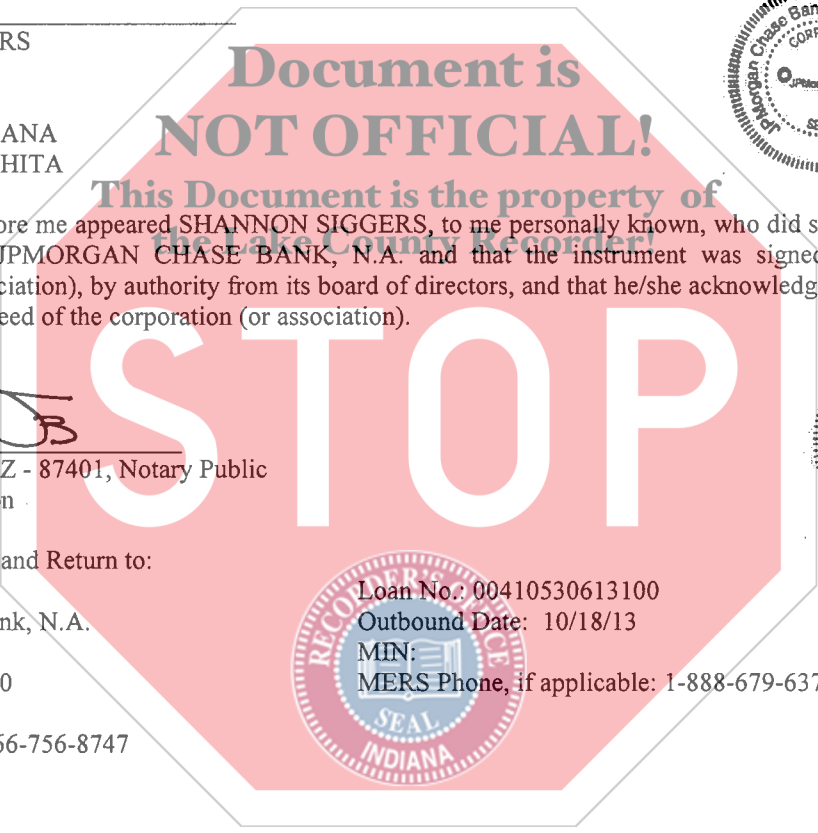 RS
Document is
NOT OFFICIAL!
This Document is the property of
the Lake County Recorder!
JPMorgan Chase Ban
CORP
ANA
HITA
ore me appeared SHANNON SIGGERS, to me personally known, who did s
JPMORGAN CHASE BANK, N.A. and that the instrument was signed
ciation), by authority from its board of directors, and that he/she acknowledg
eed of the corporation (or association).
STOP
Z - 87401, Notary Public
n
and Return to:
nk, N.A.
0
66-756-8747
Loan No.: 00410530613100
Outbound Date: 10/18/13
MIN:
MERS Phone, if applicable: 1-888-679-637
RECORDER'S OFFICE
SEAL
INDIANA